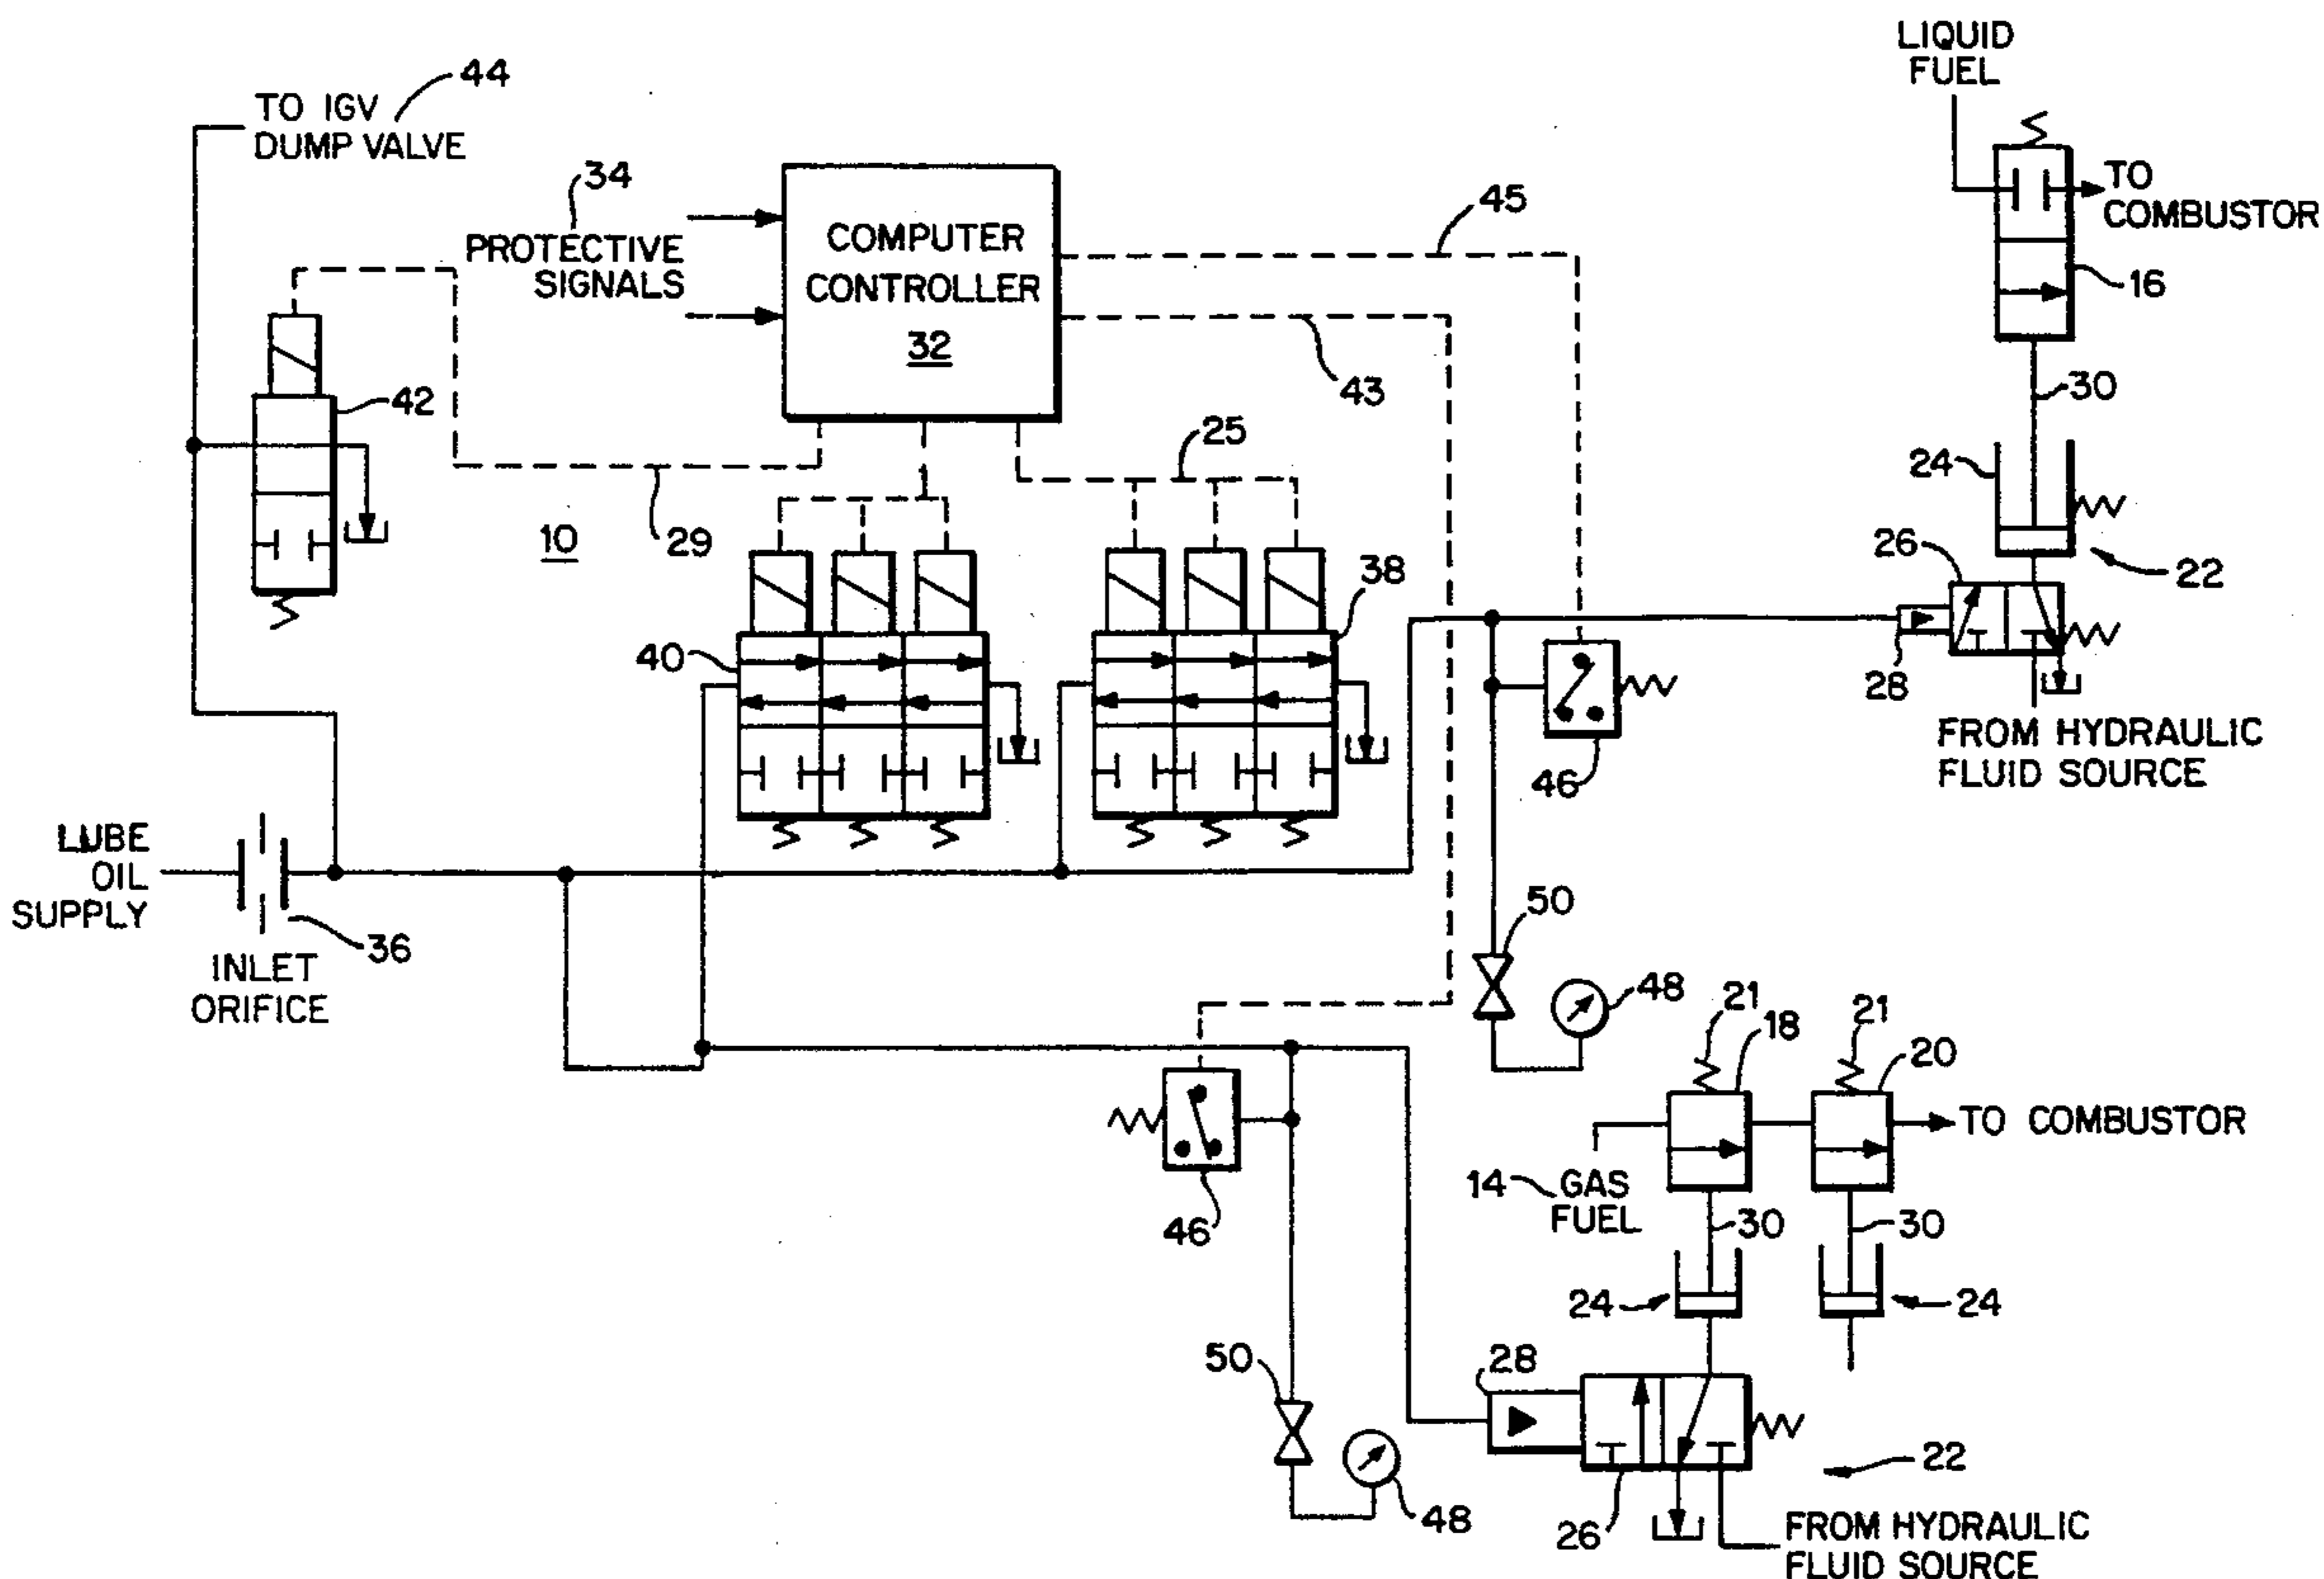 LIQUID
FUEL
44
TO IGV
DUMP VALVE
34
PROTECTIVE
SIGNALS
COMPUTER
CONTROLLER
32
45
TO
COMBUSTOR
16
43
30
42
25
24
10
29
26
22
38
40
28
46
FROM HYDRAULIC
FLUID SOURCE
LUBE
OIL
SUPPLY
36
INLET
ORIFICE
50
48
21
18
21
20
TO COMBUSTOR
14
GAS
FUEL
46
30
30
24
24
50
28
22
48
26
FROM HYDRAULIC
FLUID SOURCE